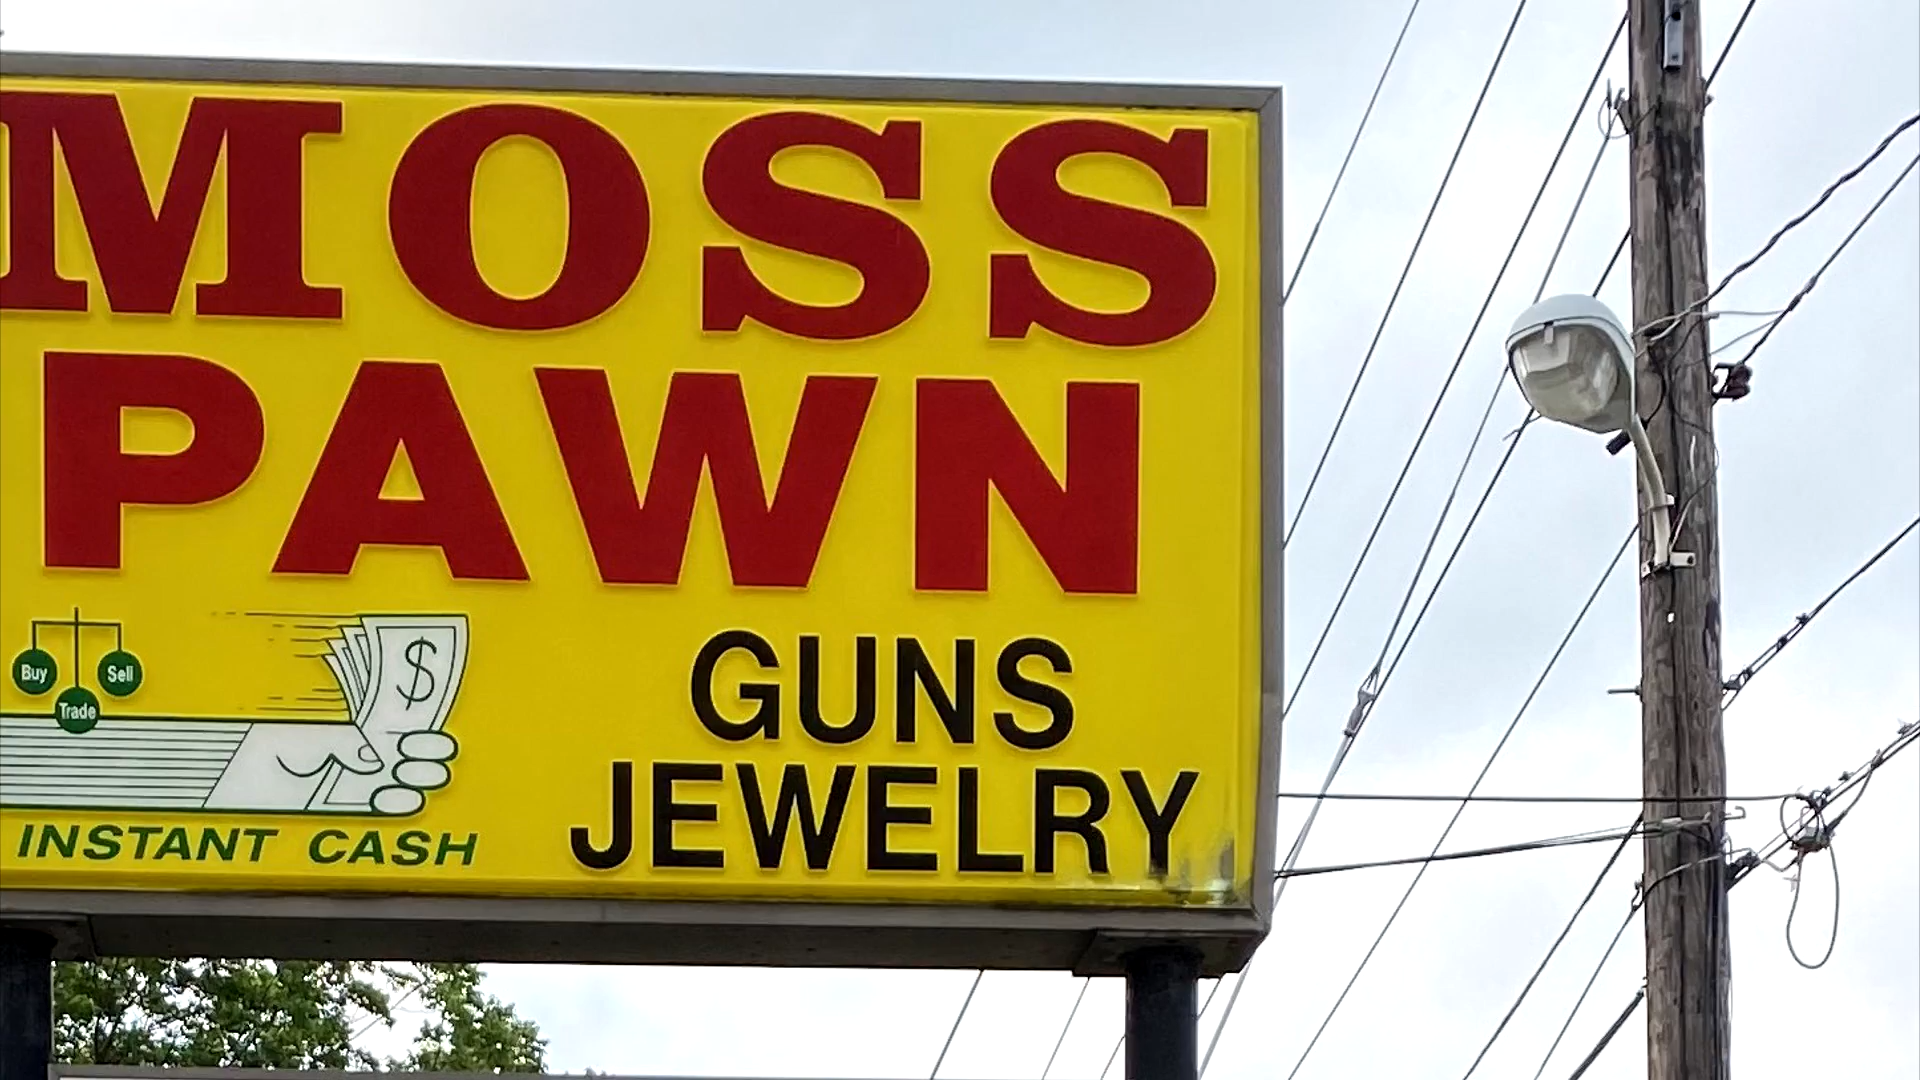 MOSS
PAWN
Buy
Sell
Trade
$
INSTANT CASH
GUNS
JEWELRY